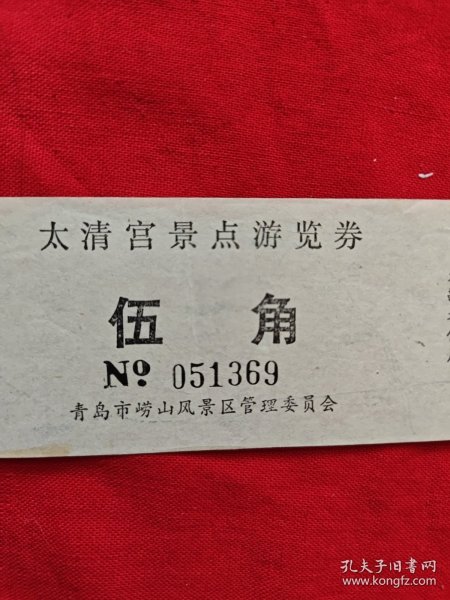 太清宫景点游览券
伍角
№ 051369
青岛市崂山风景区管理委员会
孔夫子旧书网
www.kongfz.com